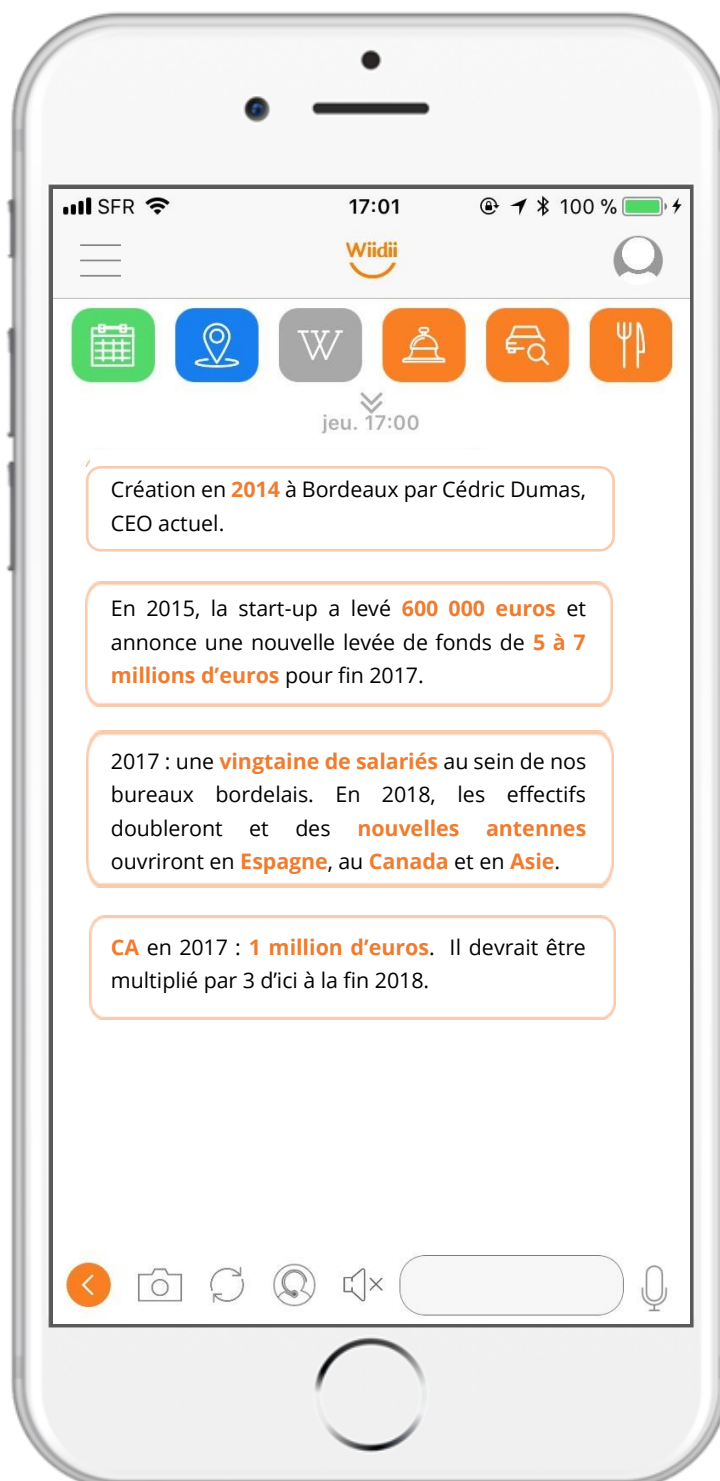 SFR 17:01 100 %
Wiidii
W
jeu. 17:00
Création en 2014 à Bordeaux par Cédric Dumas,
CEO actuel.
En 2015, la start-up a levé 600 000 euros et
annonce une nouvelle levée de fonds de 5 à 7
millions d’euros pour fin 2017.
2017 : une vingtaine de salariés au sein de nos
bureaux bordelais. En 2018, les effectifs
doubleront et des nouvelles antennes
ouvriront en Espagne, au Canada et en Asie.
CA en 2017 : 1 million d’euros. Il devrait être
multiplié par 3 d’ici à la fin 2018.